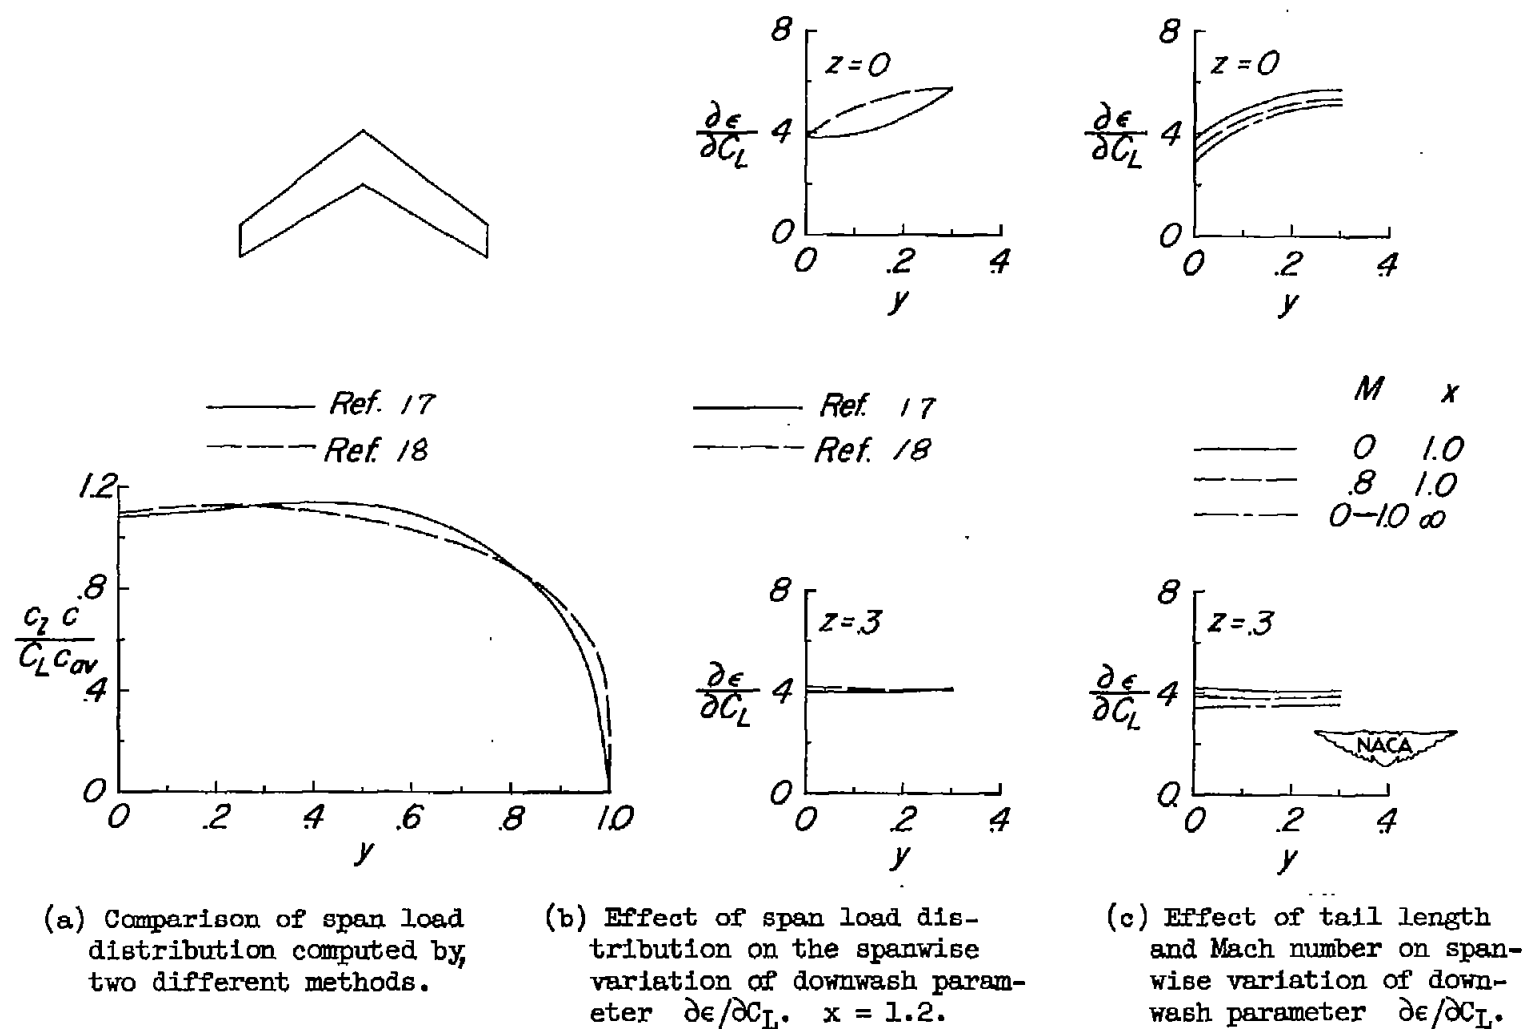 8
z=0
∂ϵ
∂C_L
4
0
0 .2 .4
y
8
z=0
∂ϵ
∂C_L
4
0
0 .2 .4
y
Ref. 17
Ref. 18
1.2
.8
c_l c
C_L c_av
.4
0
0 .2 .4 .6 .8 1.0
y
Ref. 17
Ref. 18
8
z=.3
∂ϵ
∂C_L
4
0
0 .2 .4
y
M x
0 1.0
.8 1.0
0–1.0 ∞
8
z=.3
∂ϵ
∂C_L
4
0
0 .2 .4
y
NACA
(a) Comparison of span load
distribution computed by,
two different methods.
(b) Effect of span load dis-
tribution on the spanwise
variation of downwash param-
eter ∂ϵ/∂C_L. x = 1.2.
(c) Effect of tail length
and Mach number on span-
wise variation of down-
wash parameter ∂ϵ/∂C_L.